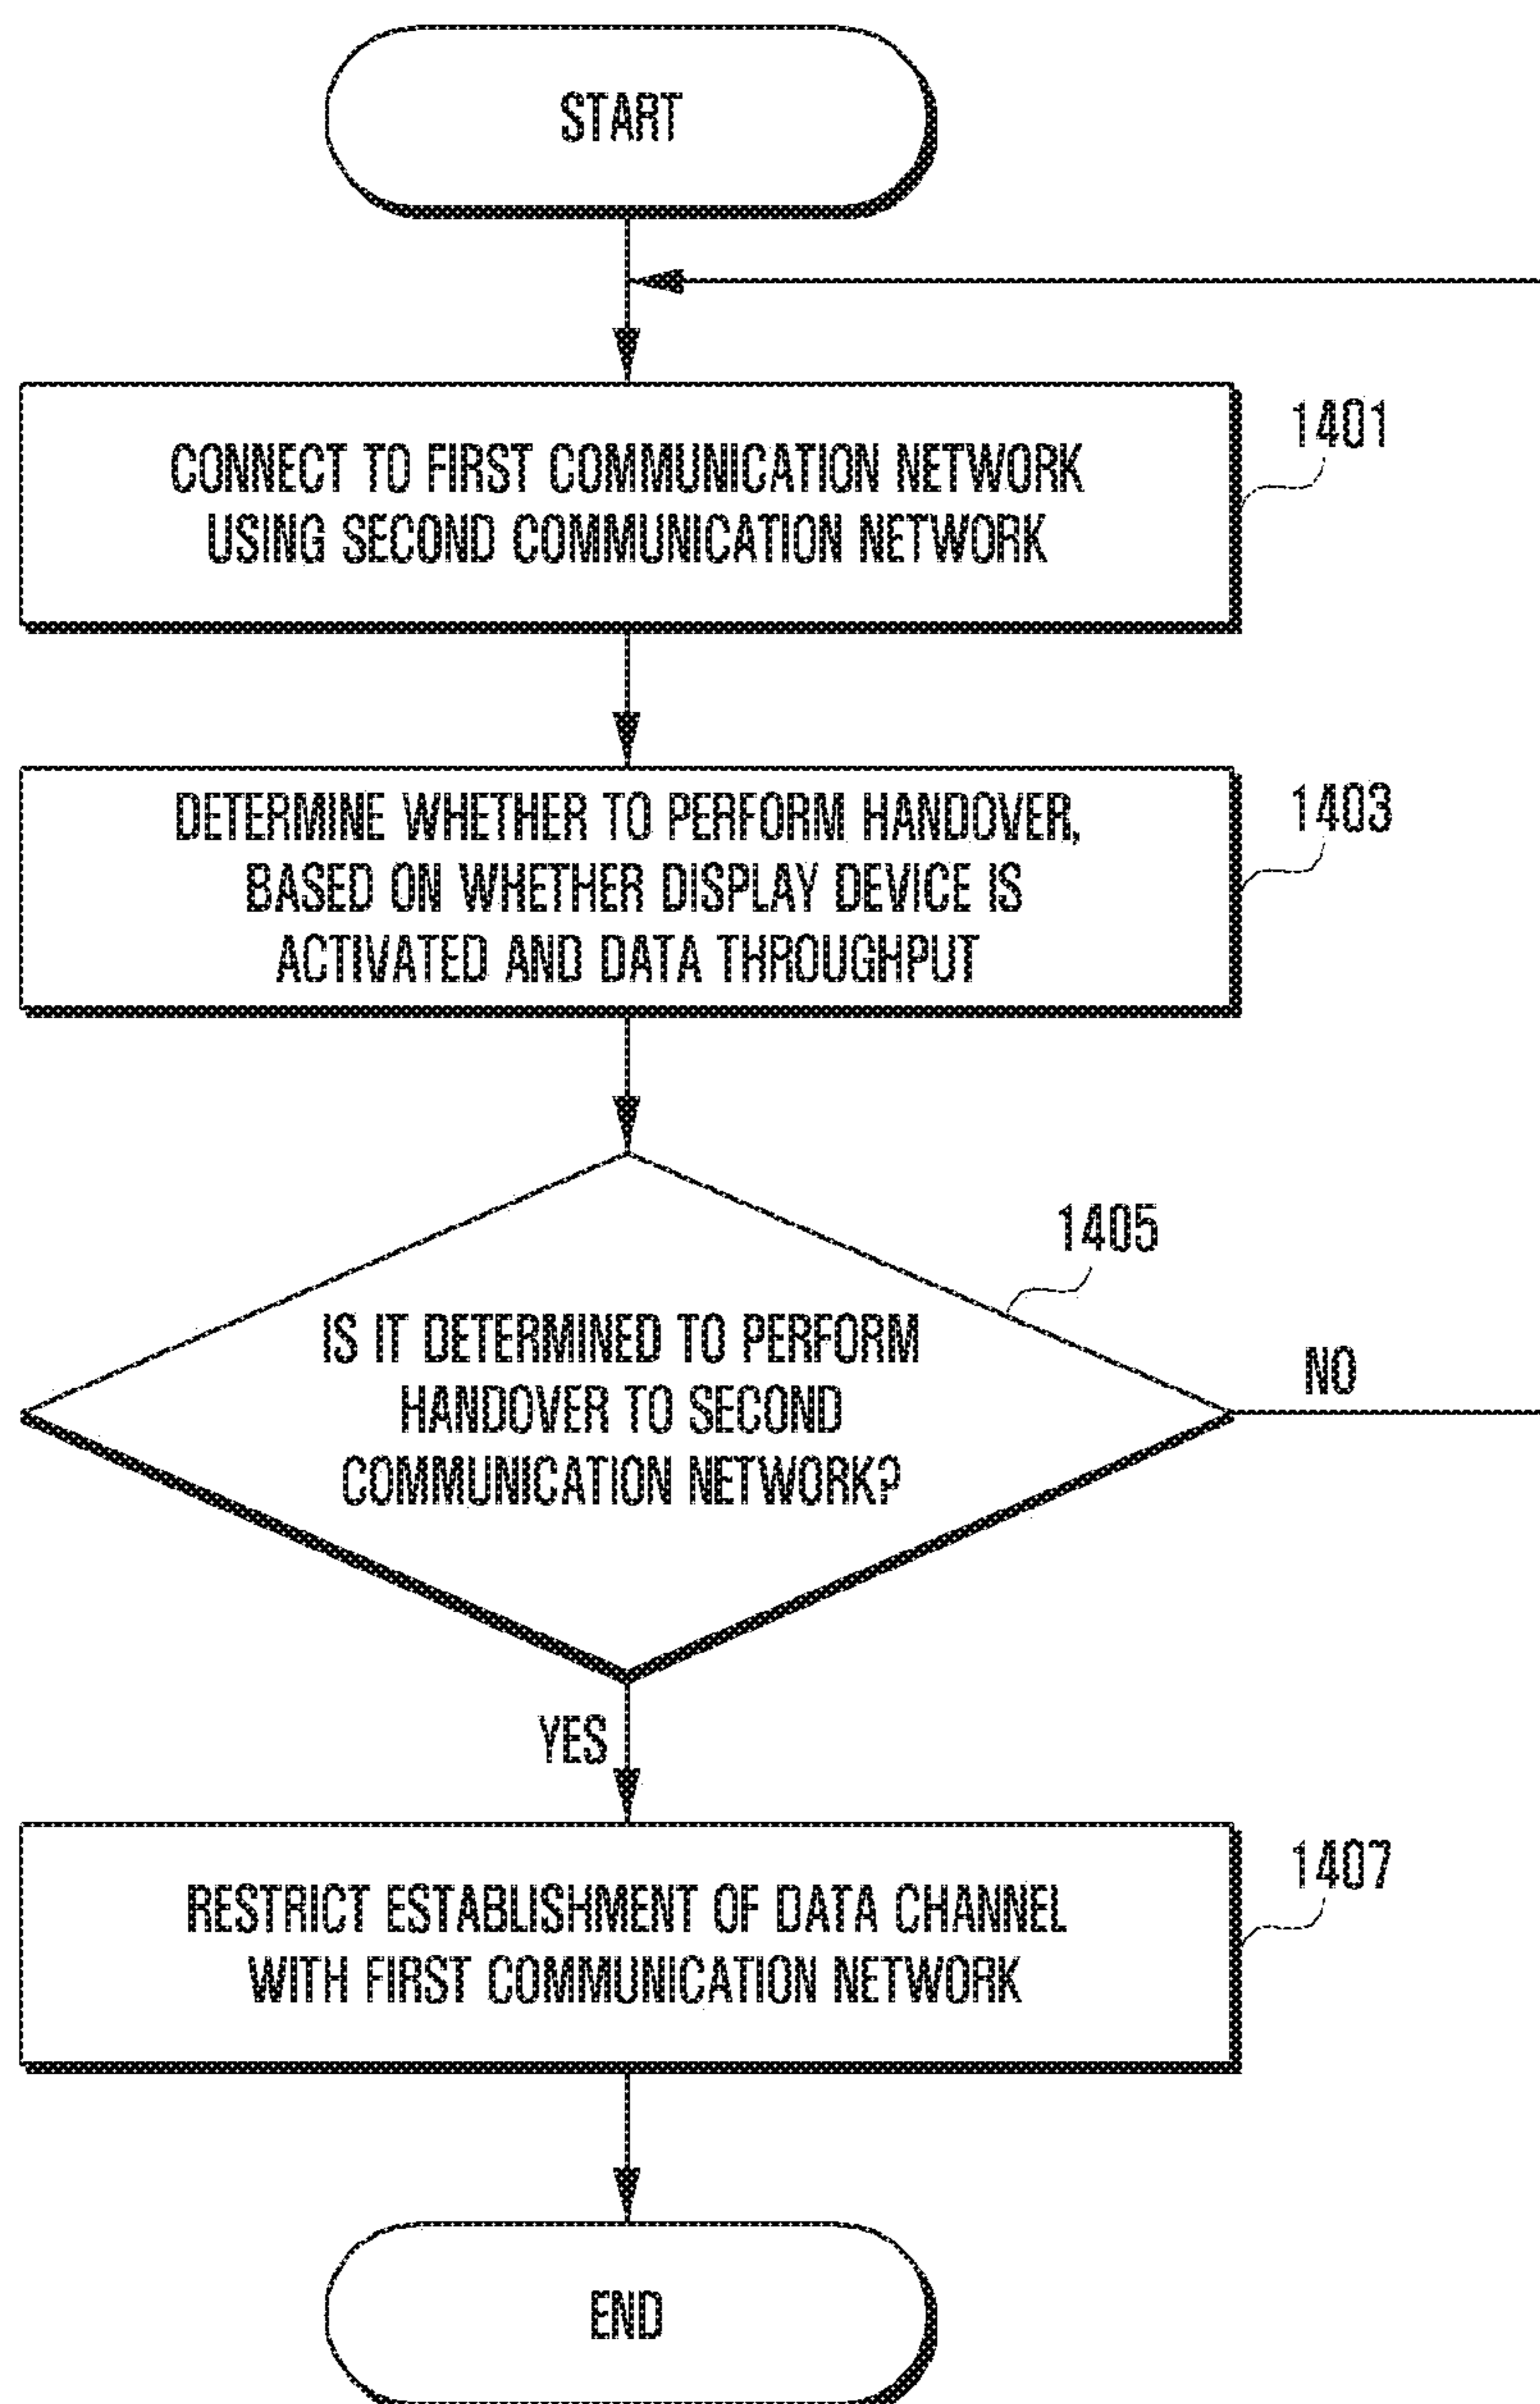 START
CONNECT TO FIRST COMMUNICATION NETWORK
USING SECOND COMMUNICATION NETWORK
1401
DETERMINE WHETHER TO PERFORM HANDOVER,
BASED ON WHETHER DISPLAY DEVICE IS
ACTIVATED AND DATA THROUGHPUT
1403
1405
IS IT DETERMINED TO PERFORM
HANDOVER TO SECOND
COMMUNICATION NETWORK?
NO
YES
RESTRICT ESTABLISHMENT OF DATA CHANNEL
WITH FIRST COMMUNICATION NETWORK
1407
END